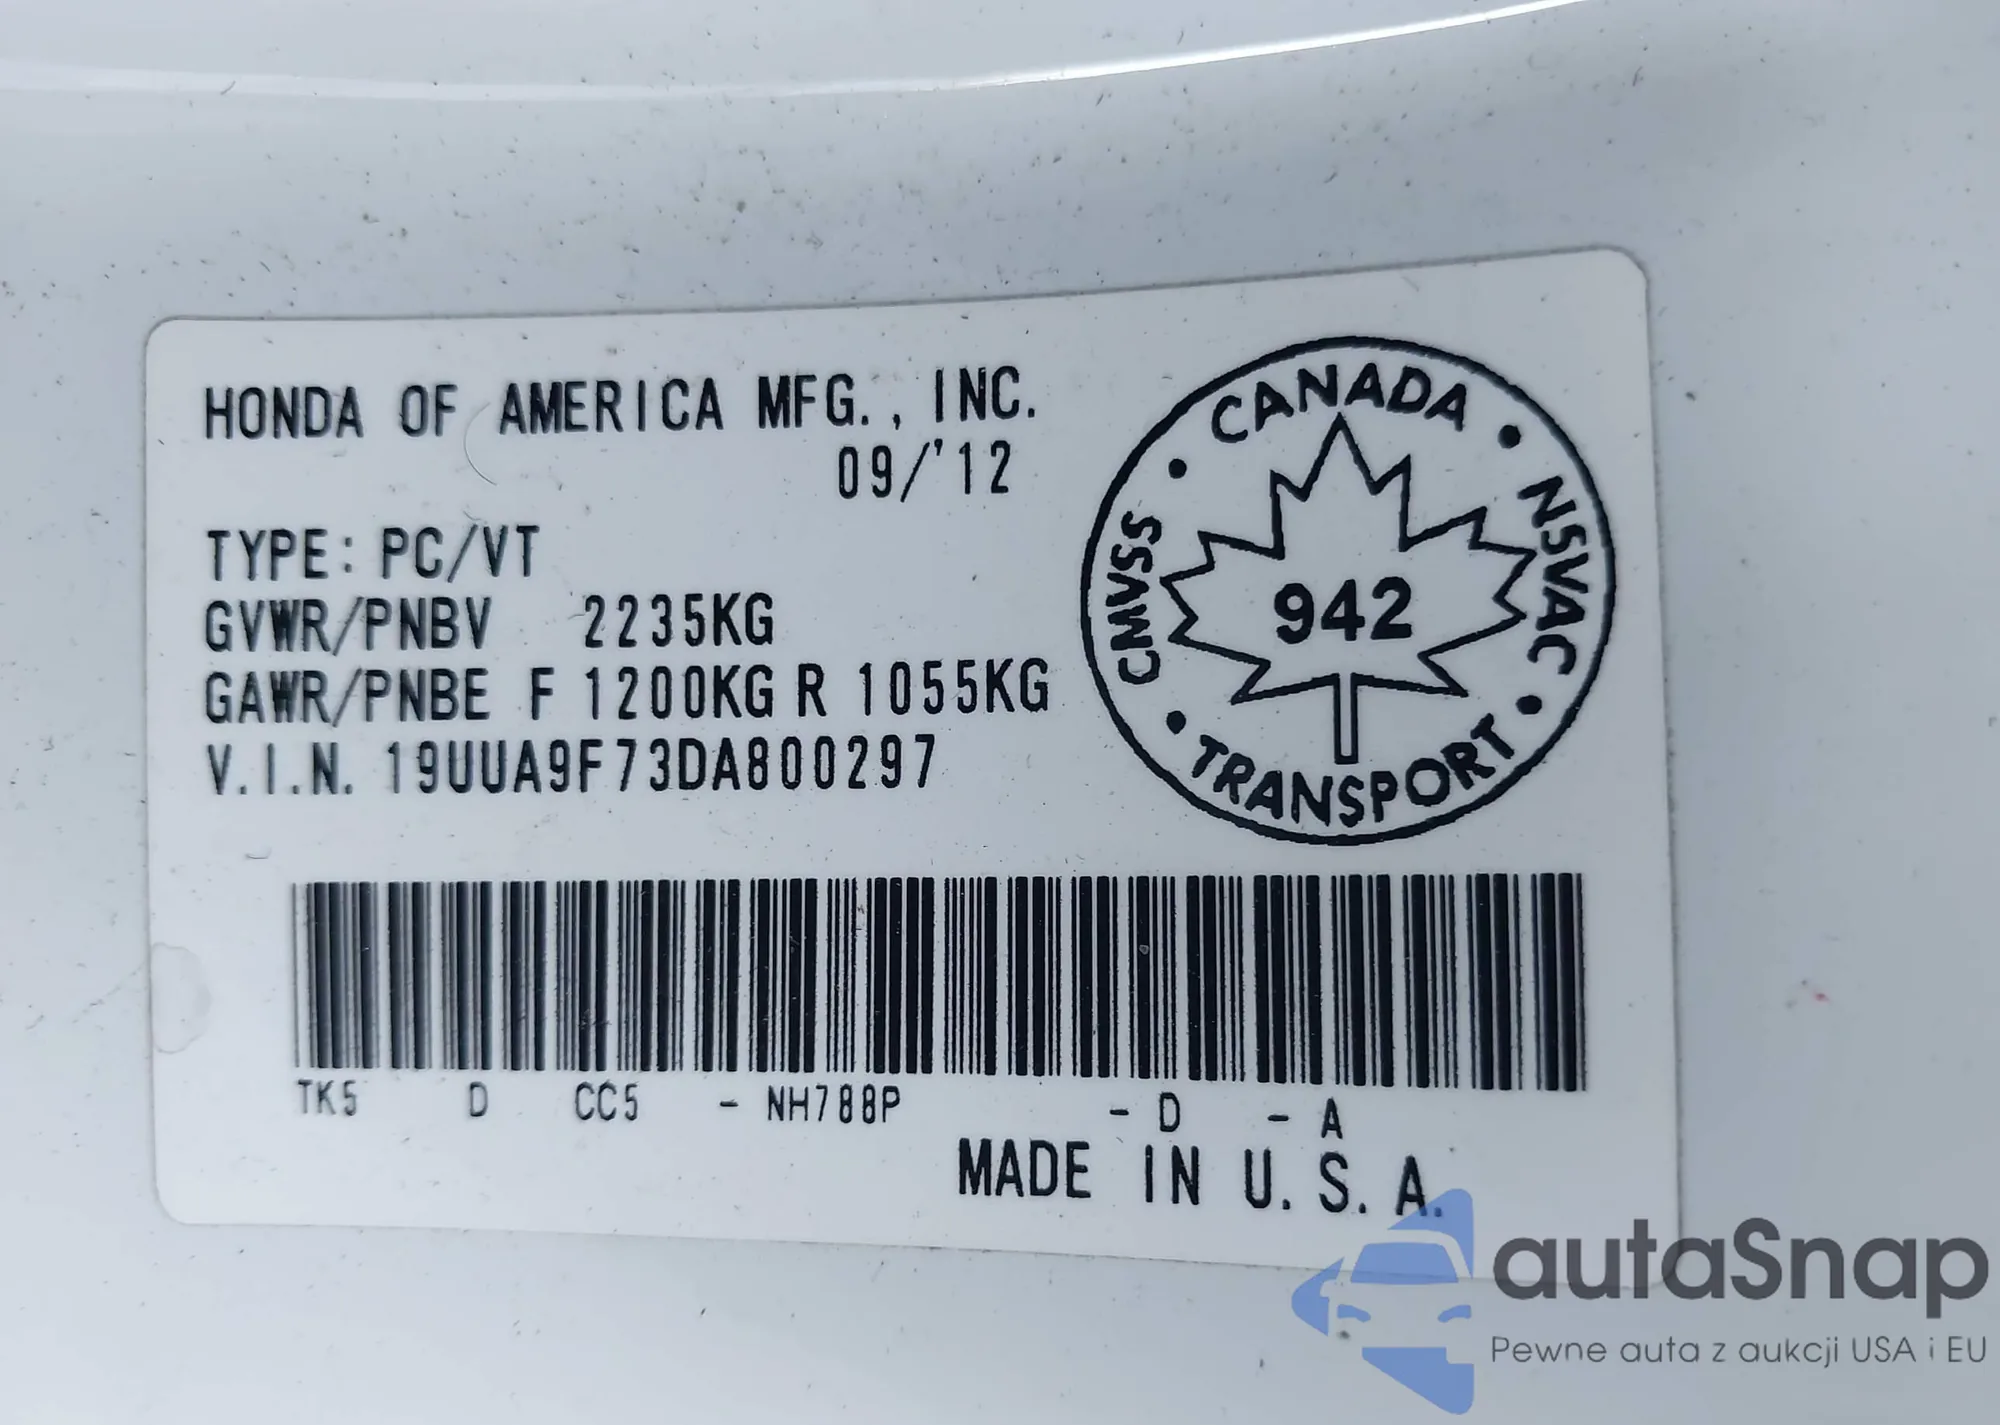 HONDA OF AMERICA MFG., INC.
09/'12
TYPE: PC/VT
GVWR/PNBV 2235KG
GAWR/PNBE F 1200KG R 1055KG
V.I.N. 19UUA9F73DA800297
CANADA
NSVAC
CMVSS
942
TRANSPORT
TK5 D CC5 - NH788P - D - A
MADE IN U.S.A.
autaSnap
Pewne auta z aukcji USA i EU